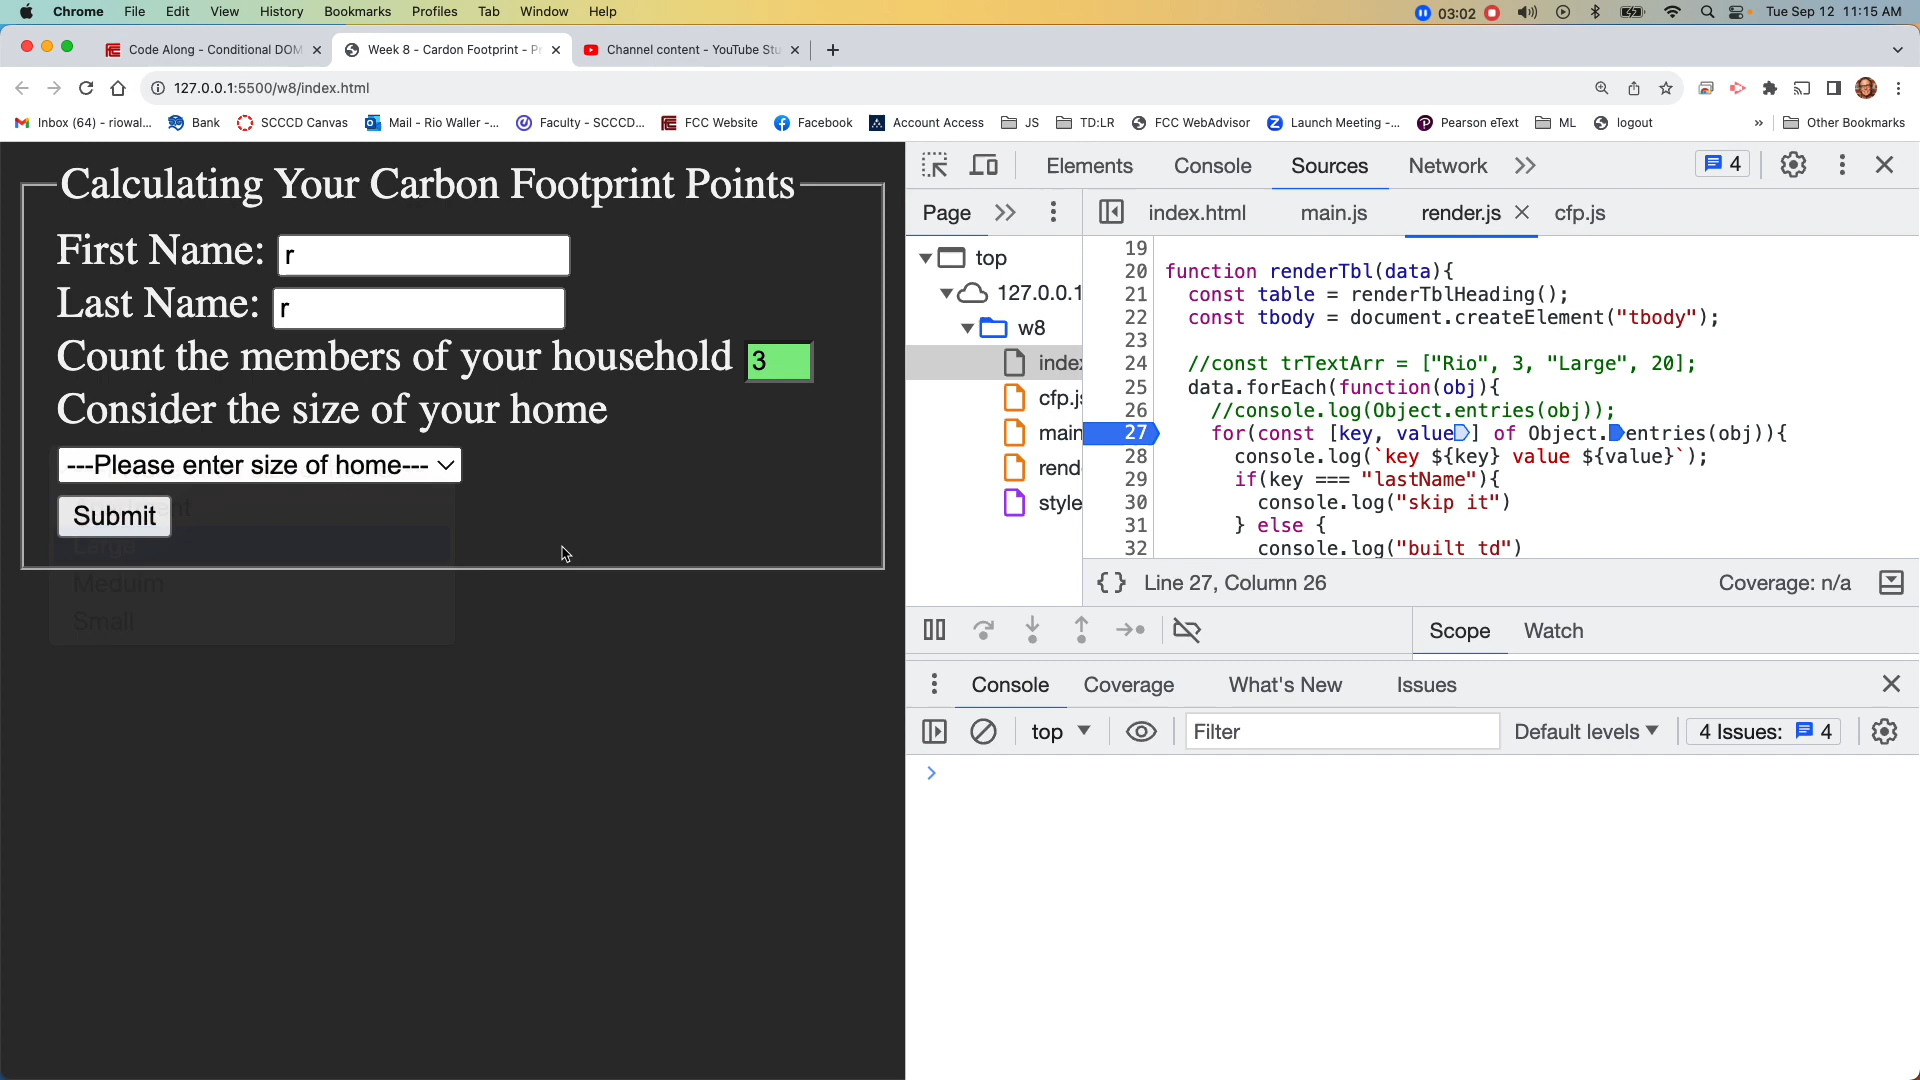 Chrome File Edit View History Bookmarks Profiles Tab Window Help 03:02 Tue Sep 12 11:15 AM
Code Along - Conditional DOM Week 8 - Cardon Footprint - Pr Channel content - YouTube Stu
127.0.0.1:5500/w8/index.html
Inbox (64) - riowal... Bank SCCCD Canvas Mail - Rio Waller -... Faculty - SCCCD... FCC Website Facebook Account Access JS TD:LR FCC WebAdvisor Launch Meeting -... Pearson eText ML logout » Other Bookmarks
Calculating Your Carbon Footprint Points
First Name: r
Last Name: r
Count the members of your household 3
Consider the size of your home
---Please enter size of home---
Submit
Large
Meduim
Small
Elements Console Sources Network 4
Page index.html main.js render.js cfp.js
top
127.0.0.1
w8
index
cfp.js
main
rend
style
19
20 function renderTbl(data){
21 const table = renderTblHeading();
22 const tbody = document.createElement("tbody");
23
24 //const trTextArr = ["Rio", 3, "Large", 20];
25 data.forEach(function(obj){
26 //console.log(Object.entries(obj));
27 for(const [key, value] of Object.entries(obj)){
28 console.log(`key ${key} value ${value}`);
29 if(key === "lastName"){
30 console.log("skip it")
31 } else {
32 console.log("built td")
{} Line 27, Column 26 Coverage: n/a
Scope Watch
Console Coverage What's New Issues
top Filter Default levels 4 Issues: 4